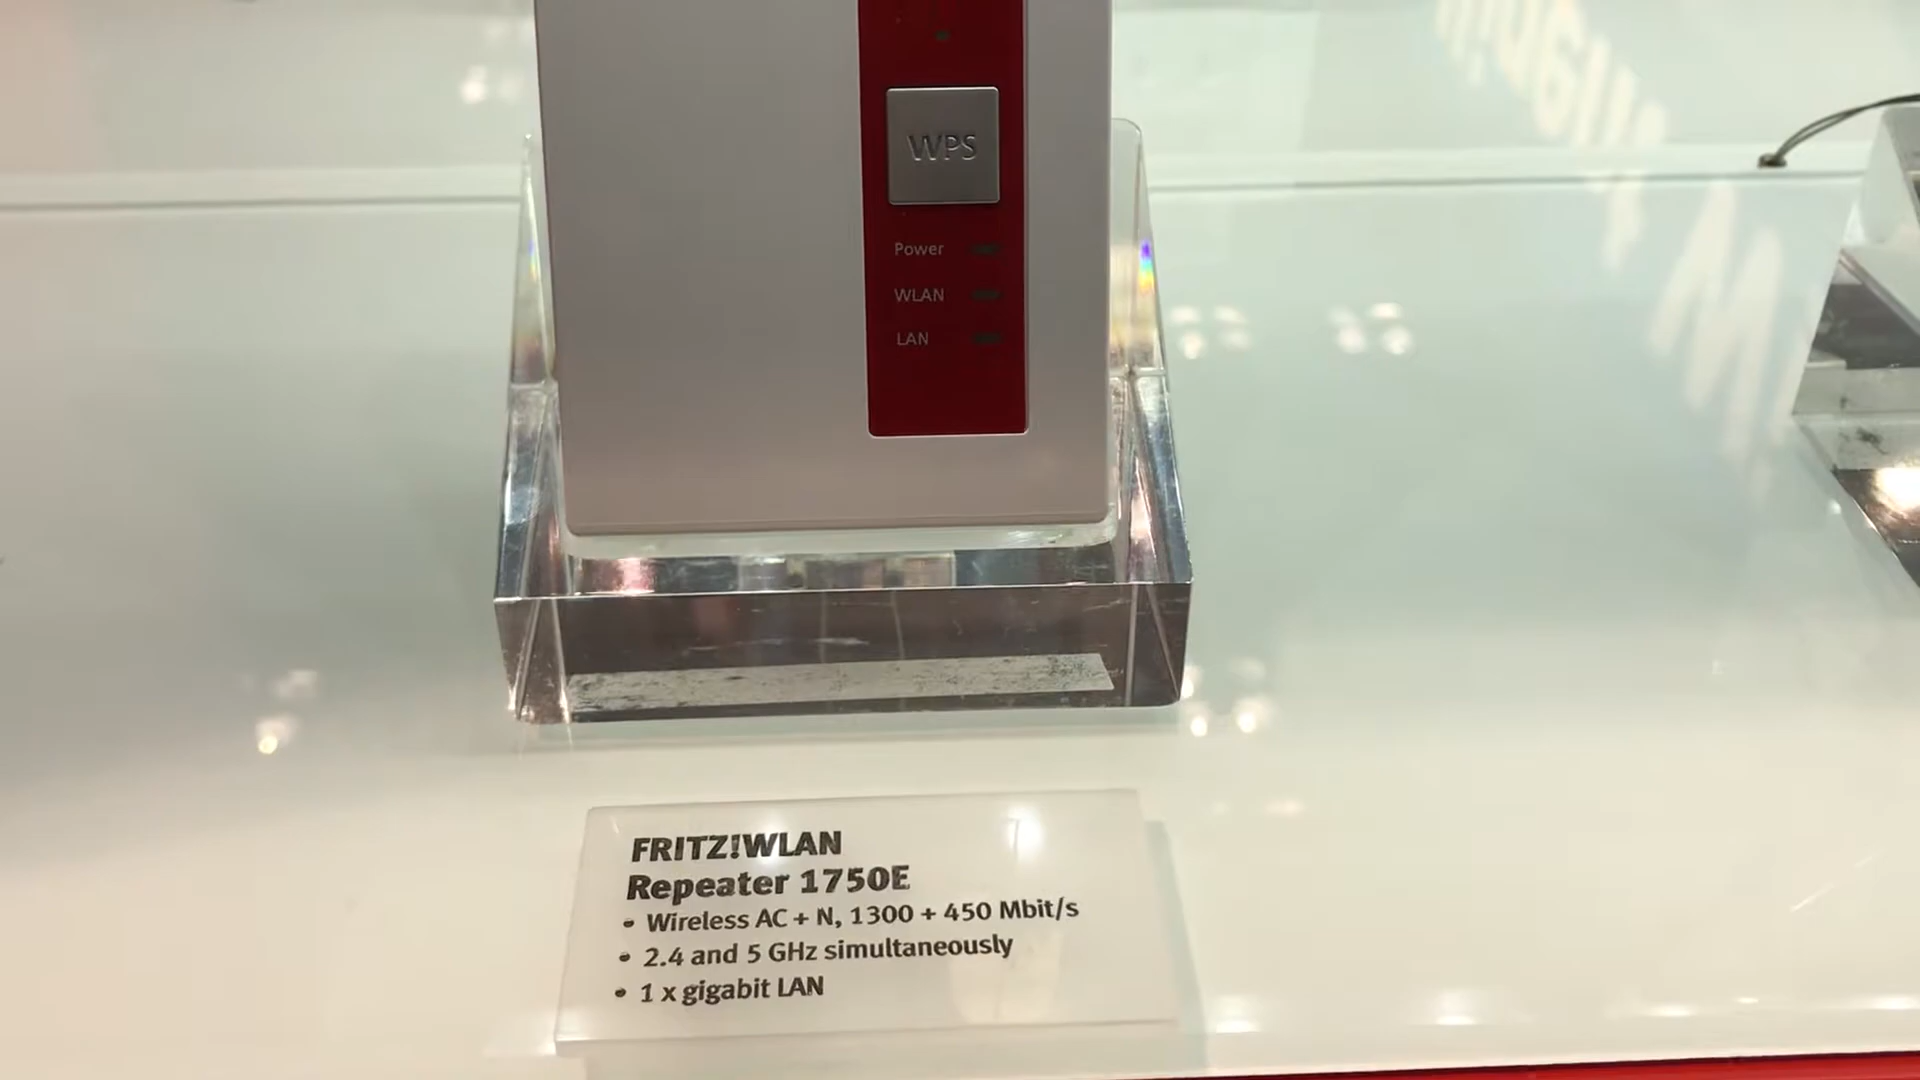 WPS
Power
WLAN
LAN
FRITZ!WLAN
Repeater 1750E
• Wireless AC + N, 1300 + 450 Mbit/s
• 2.4 and 5 GHz simultaneously
• 1 x gigabit LAN